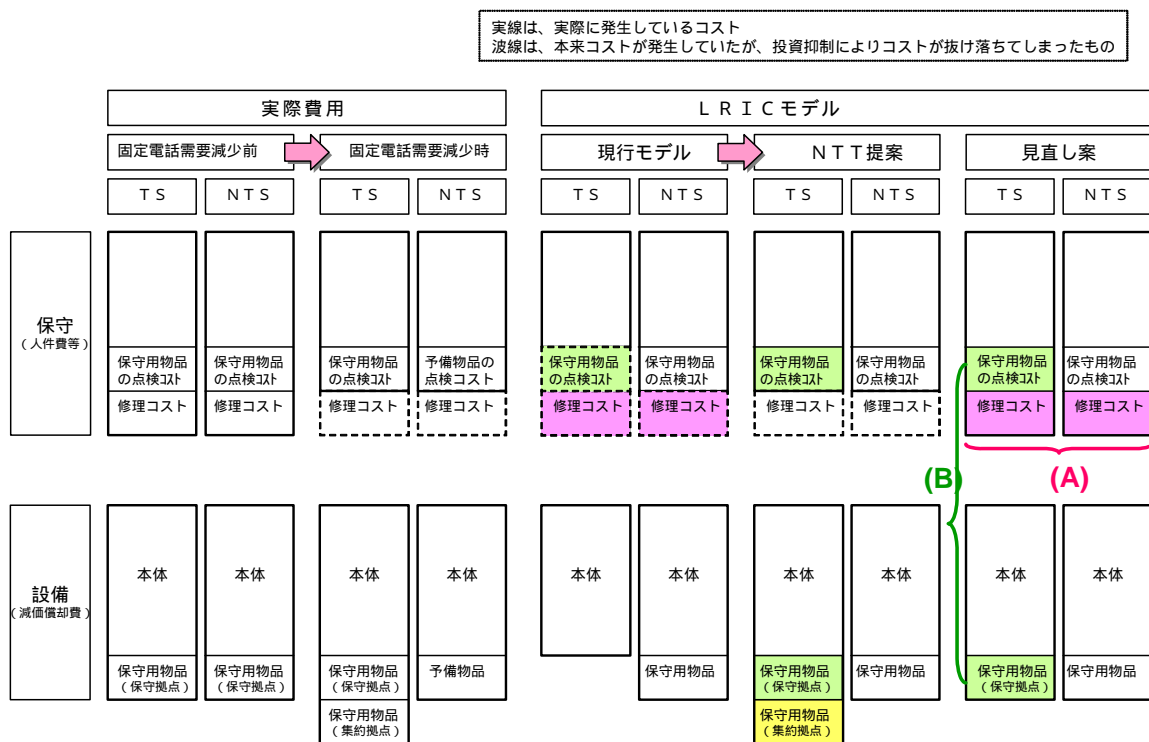 実線は、実際に発生しているコスト
波線は、本来コストが発生していたが、投資抑制によりコストが抜け落ちてしまったもの
実際費用
ＬＲＩＣモデル
固定電話需要減少前
固定電話需要減少時
現行モデル
ＮＴＴ提案
見直し案
ＴＳ
ＮＴＳ
ＴＳ
ＮＴＳ
ＴＳ
ＮＴＳ
ＴＳ
ＮＴＳ
ＴＳ
ＮＴＳ
保守
（人件費等）
保守用物品
の点検ｺｽﾄ
修理コスト
保守用物品
の点検ｺｽﾄ
修理コスト
保守用物品
の点検ｺｽﾄ
修理コスト
予備物品の
点検コスト
修理コスト
保守用物品
の点検ｺｽﾄ
修理コスト
保守用物品
の点検ｺｽﾄ
修理コスト
保守用物品
の点検ｺｽﾄ
修理コスト
保守用物品
の点検ｺｽﾄ
修理コスト
保守用物品
の点検ｺｽﾄ
修理コスト
保守用物品
の点検ｺｽﾄ
修理コスト
(B)
(A)
設備
（減価償却費）
本体
保守用物品
（保守拠点）
本体
保守用物品
（保守拠点）
本体
保守用物品
（保守拠点）
保守用物品
（集約拠点）
本体
予備物品
本体
本体
保守用物品
本体
保守用物品
（保守拠点）
保守用物品
（集約拠点）
本体
保守用物品
本体
保守用物品
（保守拠点）
本体
保守用物品